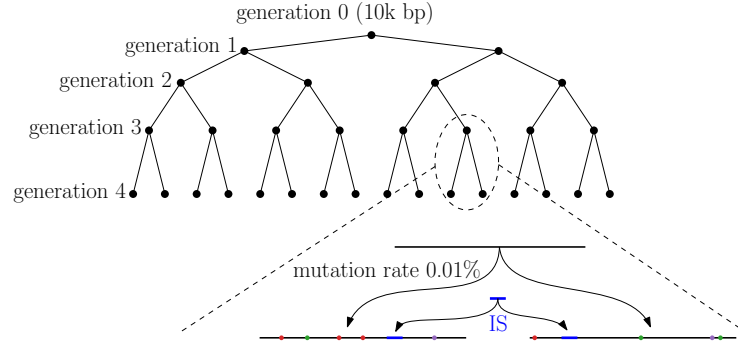 generation 0 (10k bp)
generation 1
generation 2
generation 3
generation 4
mutation rate 0.01%
IS